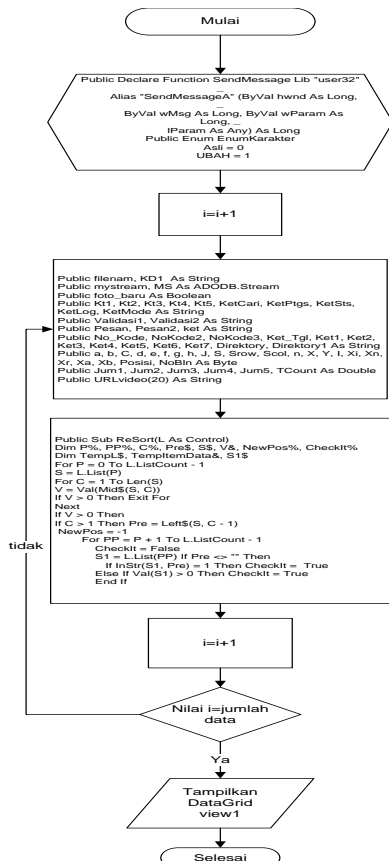 Mulai
Public Declare Function SendMessage Lib "user32"
_
Alias "SendMessageA" (ByVal hwnd As Long,
_
ByVal wMsg As Long, ByVal wParam As
Long, _
lParam As Any) As Long
Public Enum EnumKarakter
Asli = 0
UBAH = 1
i=i+1
Public filenam, KD1 As String
Public mystream, MS As ADODB.Stream
Public foto_baru As Boolean
Public Kt1, Kt2, Kt3, Kt4, Kt5, KetCari, KetPtgs, KetSts,
KetLog, KetMode As String
Public Validasi1, Validasi2 As String
Public Pesan, Pesan2, ket As String
Public No_Kode, NoKode2, NoKode3, Ket_Tgl, Ket1, Ket2,
Ket3, Ket4, Ket5, Ket6, Ket7, Direktory, Direktory1 As String
Public a, b, C, d, e, f, g, h, J, S, Srow, Scol, n, X, Y, I, Xi, Xn,
Xr, Xa, Xb, Posisi, NoBln As Byte
Public Jum1, Jum2, Jum3, Jum4, Jum5, TCount As Double
Public URLvideo(20) As String
Public Sub ReSort(L As Control)
Dim P%, PP%, C%, Pre$, S$, V&, NewPos%, CheckIt%
Dim TempL$, TempItemData&, S1$
For P = 0 To L.ListCount - 1
S = L.List(P)
For C = 1 To Len(S)
V = Val(Mid$(S, C))
If V > 0 Then Exit For
Next
If V > 0 Then
If C > 1 Then Pre = Left$(S, C - 1)
NewPos = -1
For PP = P + 1 To L.ListCount - 1
CheckIt = False
S1 = L.List(PP) If Pre <> "" Then
If InStr(S1, Pre) = 1 Then CheckIt = True
Else If Val(S1) > 0 Then CheckIt = True
End If
tidak
i=i+1
Nilai i=jumlah
data
Ya
Tampilkan
DataGrid
view1
Selesai